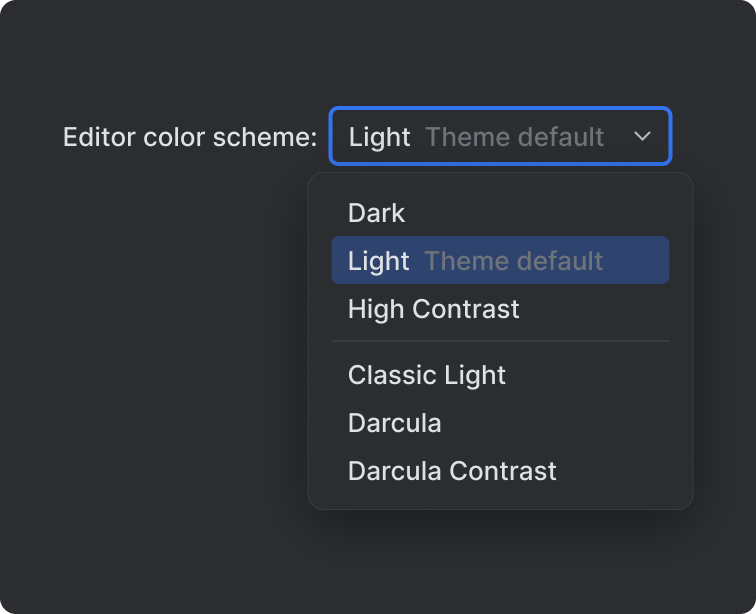 Editor color scheme: Light Theme default
Dark
Light Theme default
High Contrast
Classic Light
Darcula
Darcula Contrast